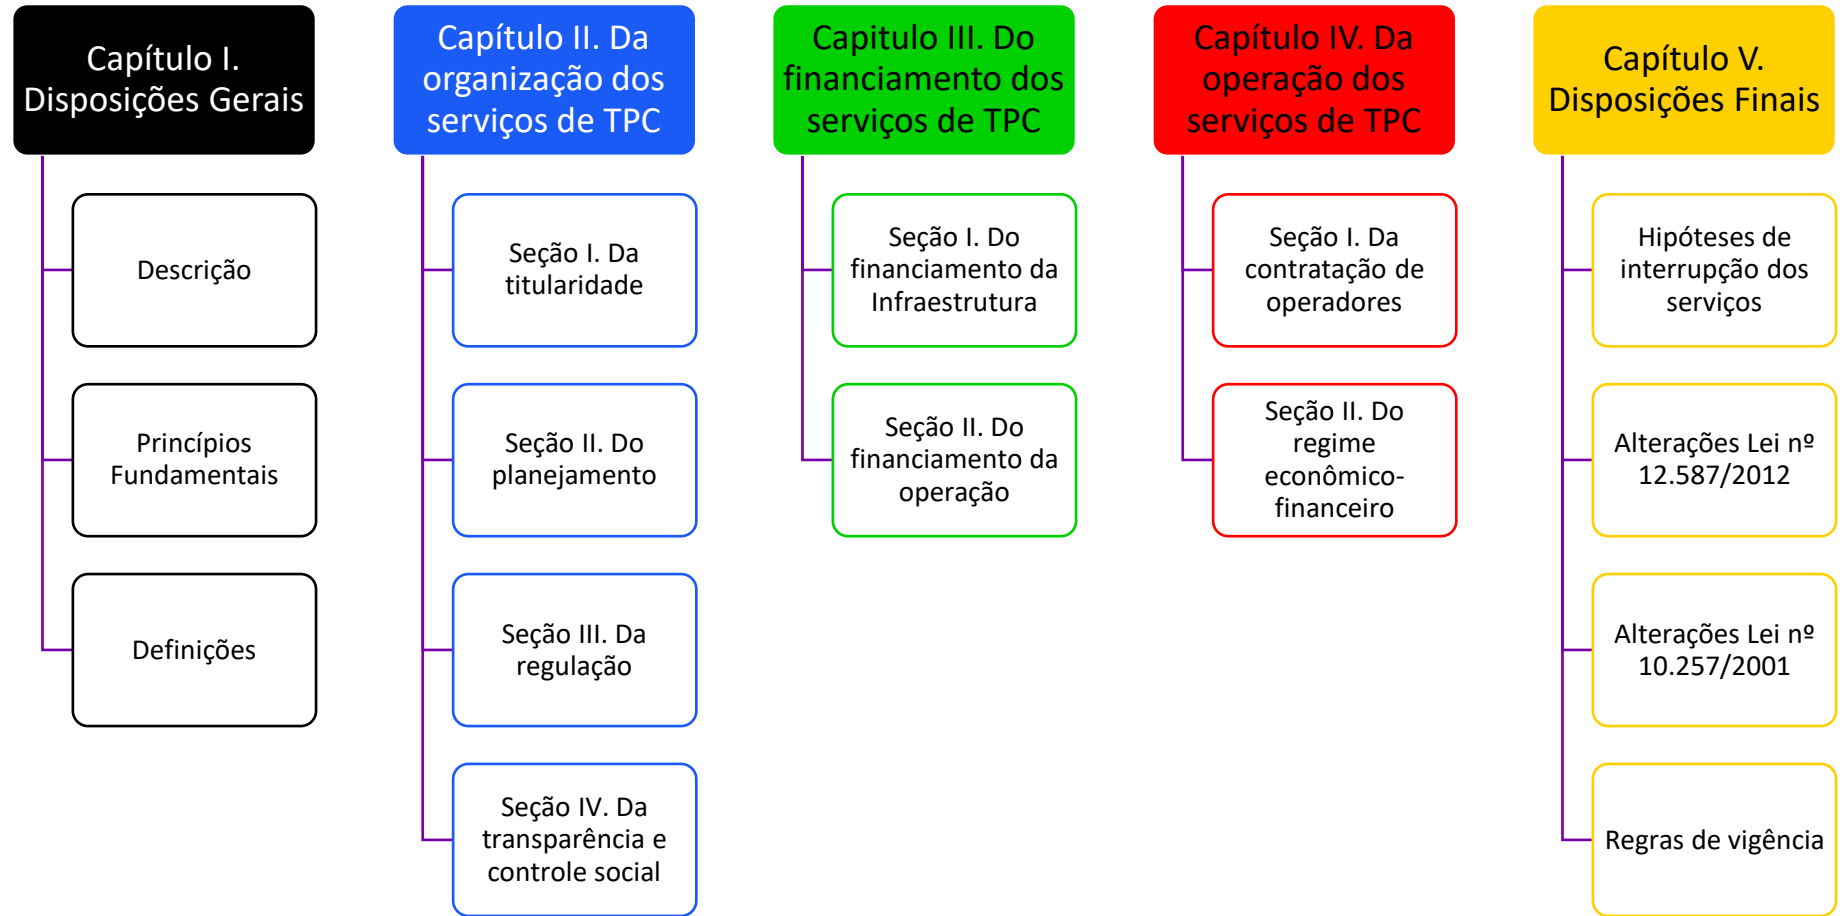 Capítulo I.
Disposições Gerais
Descrição
Princípios
Fundamentais
Definições
Capítulo II. Da
organização dos
serviços de TPC
Seção I. Da
titularidade
Seção II. Do
planejamento
Seção III. Da
regulação
Seção IV. Da
transparência e
controle social
Capitulo III. Do
financiamento dos
serviços de TPC
Seção I. Do
financiamento da
Infraestrutura
Seção II. Do
financiamento da
operação
Capítulo IV. Da
operação dos
serviços de TPC
Seção I. Da
contratação de
operadores
Seção II. Do
regime
econômico-
financeiro
Capítulo V.
Disposições Finais
Hipóteses de
interrupção dos
serviços
Alterações Lei nº
12.587/2012
Alterações Lei nº
10.257/2001
Regras de vigência